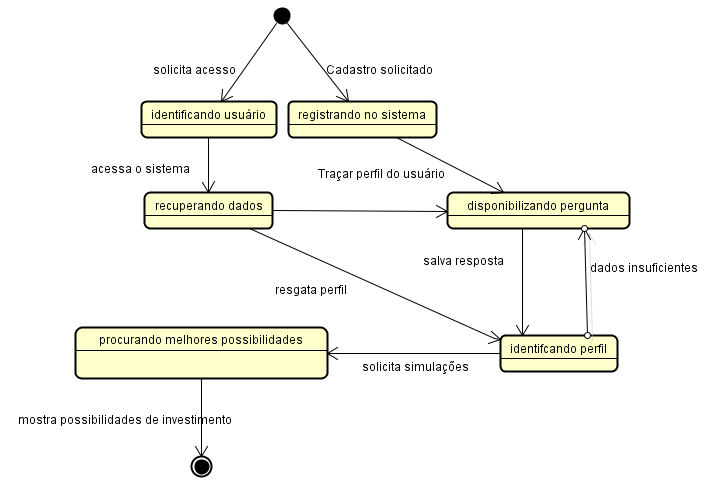 solicita acesso
Cadastro solicitado
identificando usuário
registrando no sistema
acessa o sistema
Traçar perfil do usuário
recuperando dados
disponibilizando pergunta
salva resposta
dados insuficientes
resgata perfil
procurando melhores possibilidades
identifcando perfil
solicita simulações
mostra possibilidades de investimento